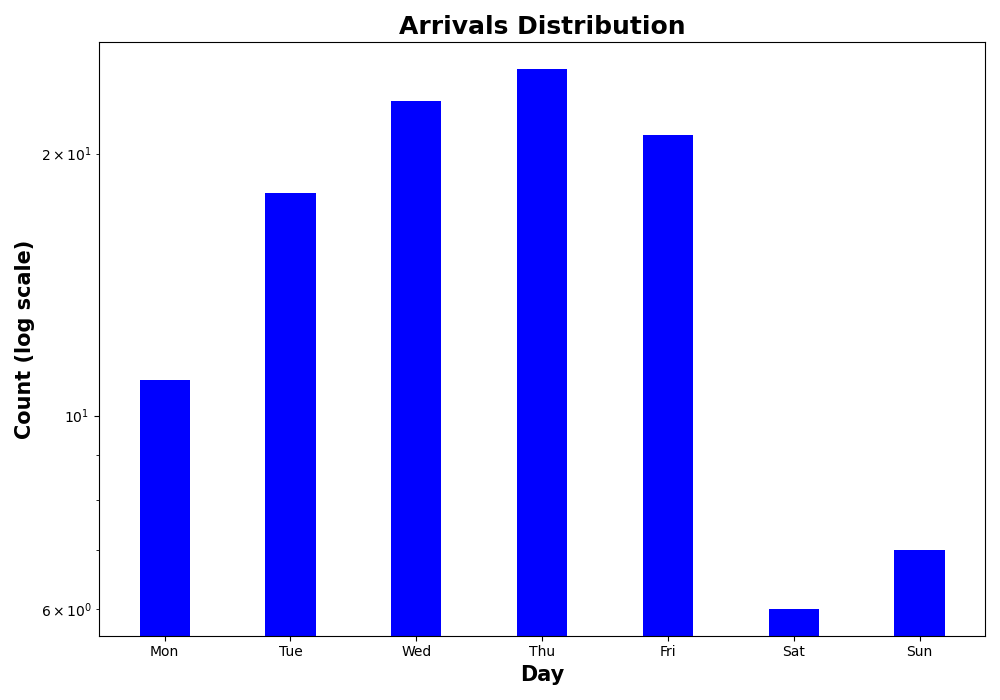 Arrivals Distribution
Count (log scale)
2 × 10¹
10¹
6 × 10⁰
Mon Tue Wed Thu Fri Sat Sun
Day